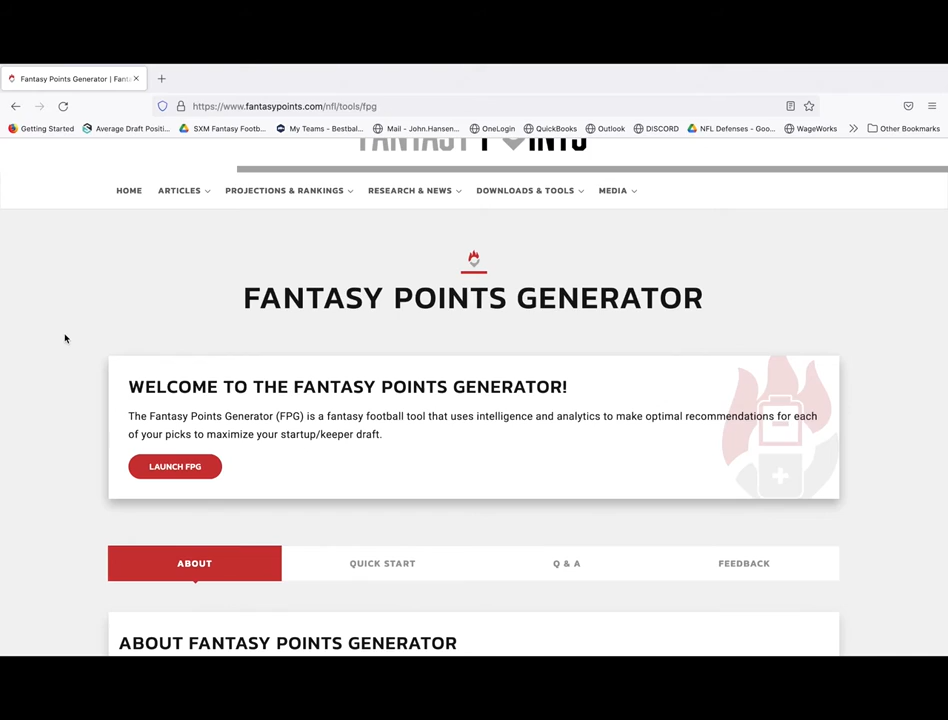 Fantasy Points Generator | Fant
https://www.fantasypoints.com/nfl/tools/fpg
Getting Started Average Draft Positi... SXM Fantasy Footb... My Teams - Bestbal... Mail - John.Hansen... OneLogin QuickBooks Outlook DISCORD NFL Defenses - Goo... WageWorks Other Bookmarks
FANTASY POINTS
HOME ARTICLES PROJECTIONS & RANKINGS RESEARCH & NEWS DOWNLOADS & TOOLS MEDIA
FANTASY POINTS GENERATOR
WELCOME TO THE FANTASY POINTS GENERATOR!
The Fantasy Points Generator (FPG) is a fantasy football tool that uses intelligence and analytics to make optimal recommendations for each
of your picks to maximize your startup/keeper draft.
LAUNCH FPG
ABOUT QUICK START Q & A FEEDBACK
ABOUT FANTASY POINTS GENERATOR